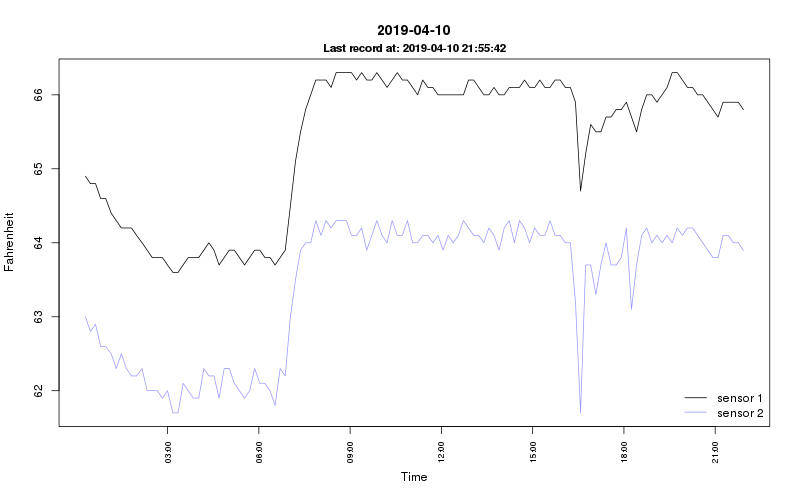 2019-04-10
Last record at: 2019-04-10 21:55:42
Fahrenheit
66
65
64
63
62
sensor 1
sensor 2
03:00
06:00
09:00
12:00
15:00
18:00
21:00
Time